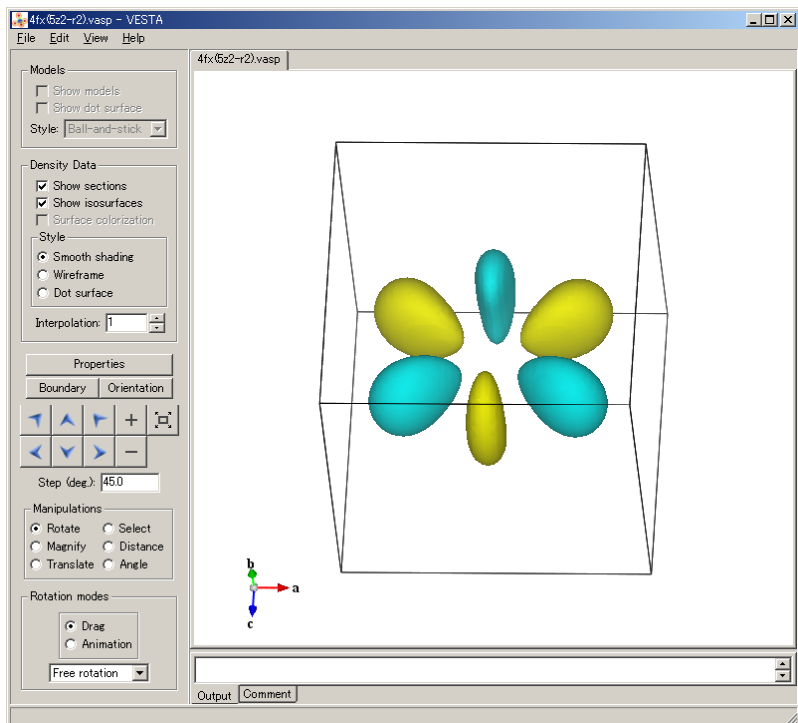 4fx(5z2-r2).vasp - VESTA
File Edit View Help
4fx(5z2-r2).vasp
Models
Show models
Show dot surface
Style: Ball-and-stick
Density Data
Show sections
Show isosurfaces
Surface colorization
Style
Smooth shading
Wireframe
Dot surface
Interpolation: 1
Properties
Boundary Orientation
Step (deg.): 45.0
Manipulations
Rotate Select
Magnify Distance
Translate Angle
Rotation modes
Drag
Animation
Free rotation
b
a
c
Output Comment